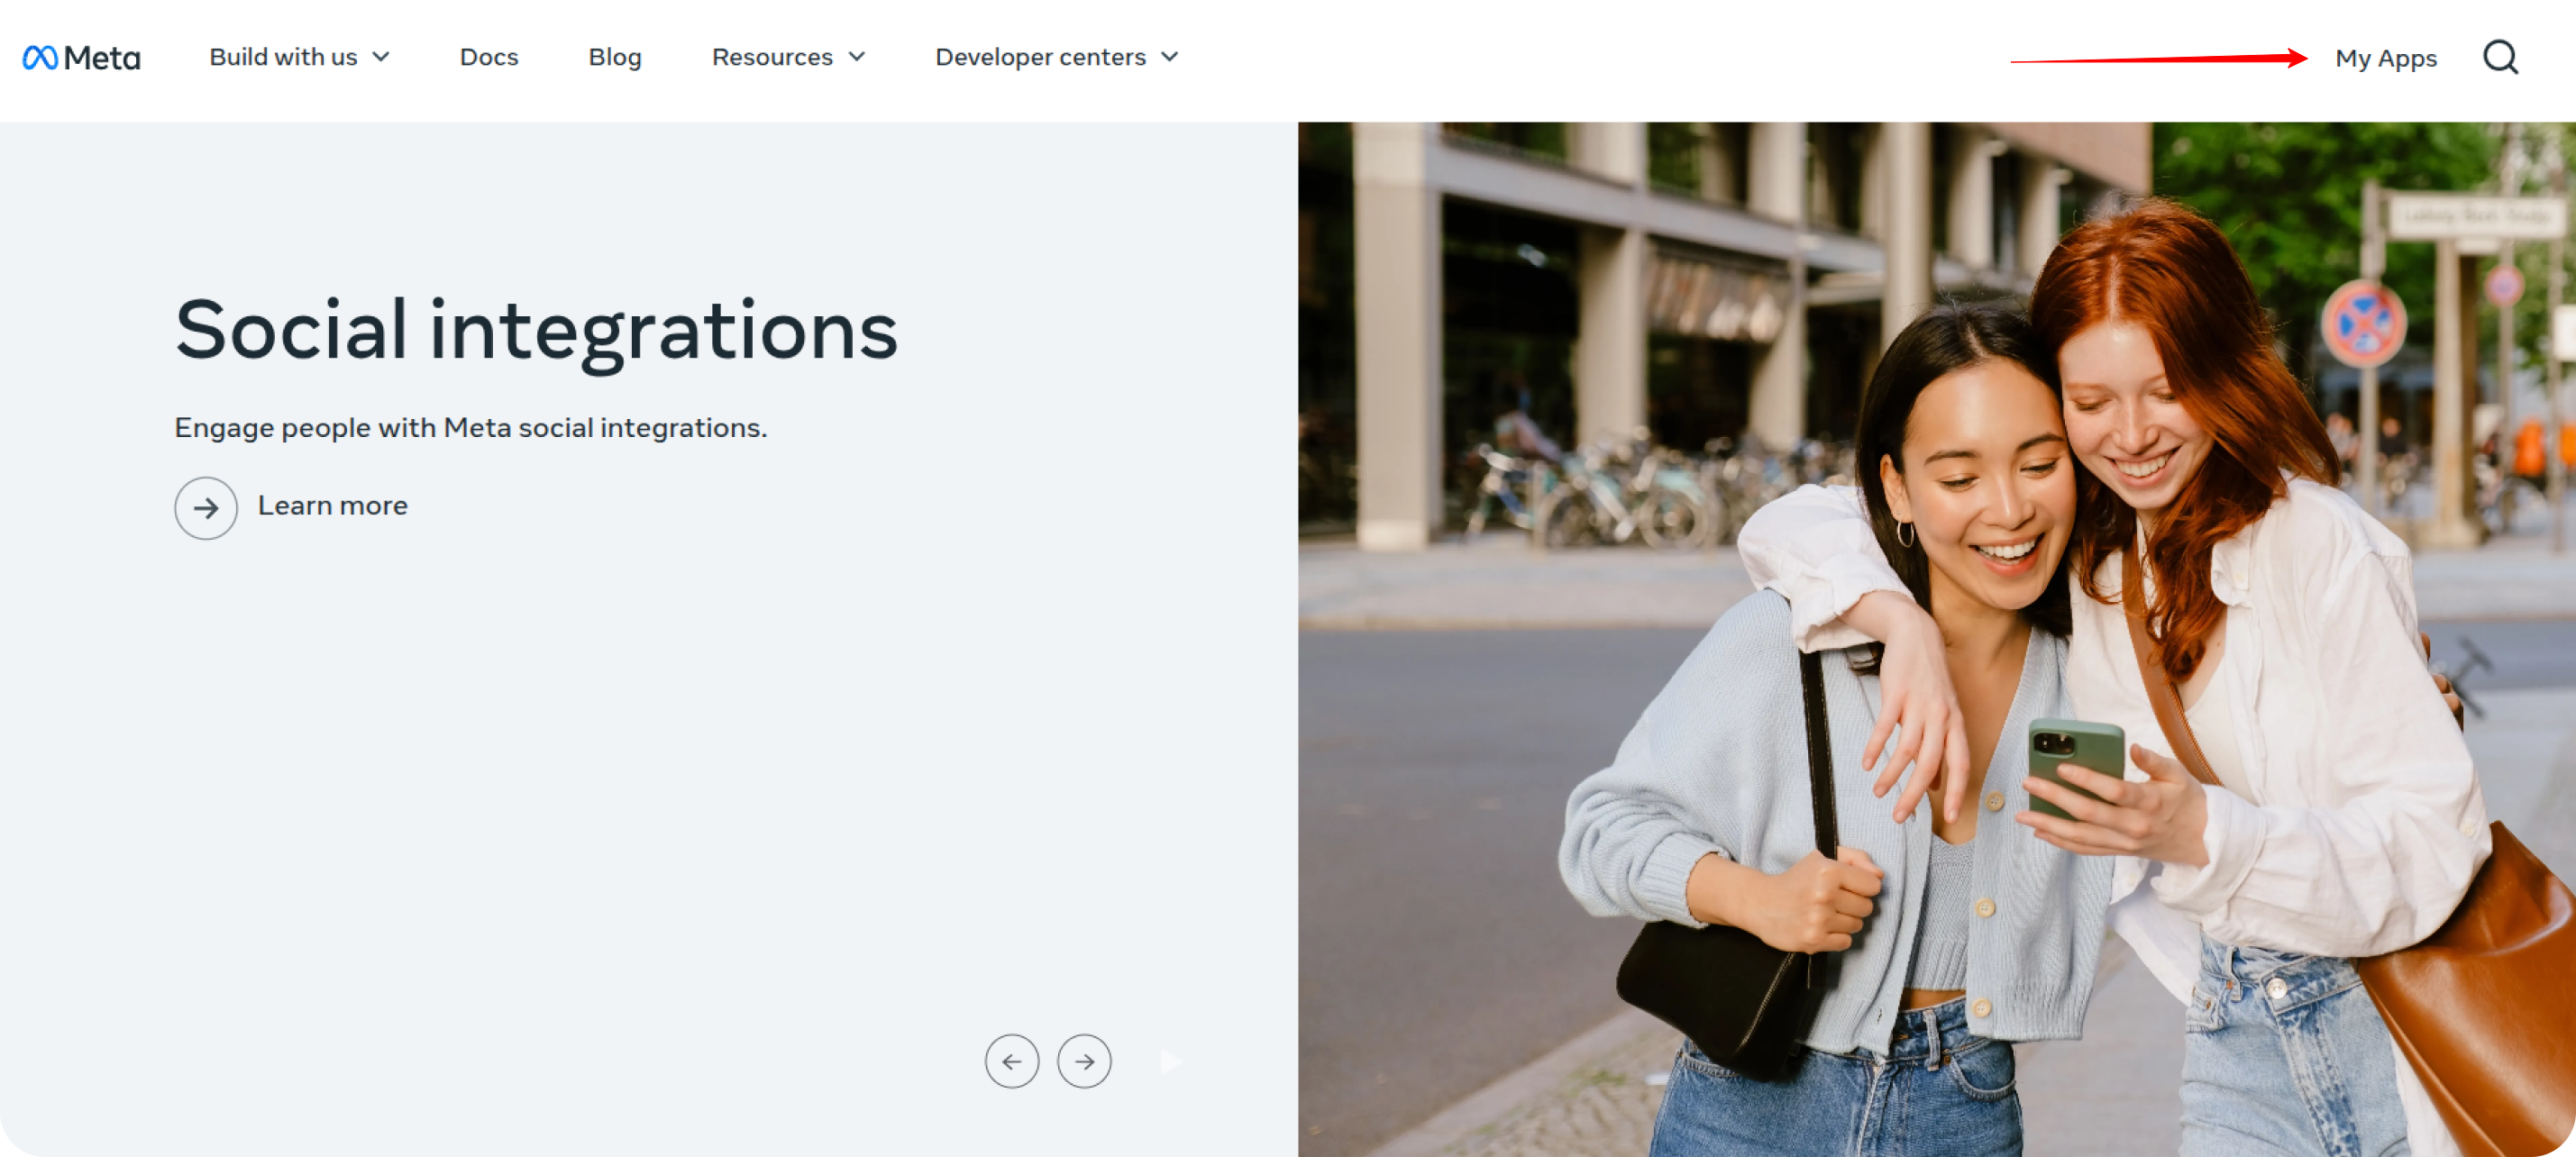 Meta
Build with us
Docs
Blog
Resources
Developer centers
My Apps
Social integrations
Engage people with Meta social integrations.
Learn more